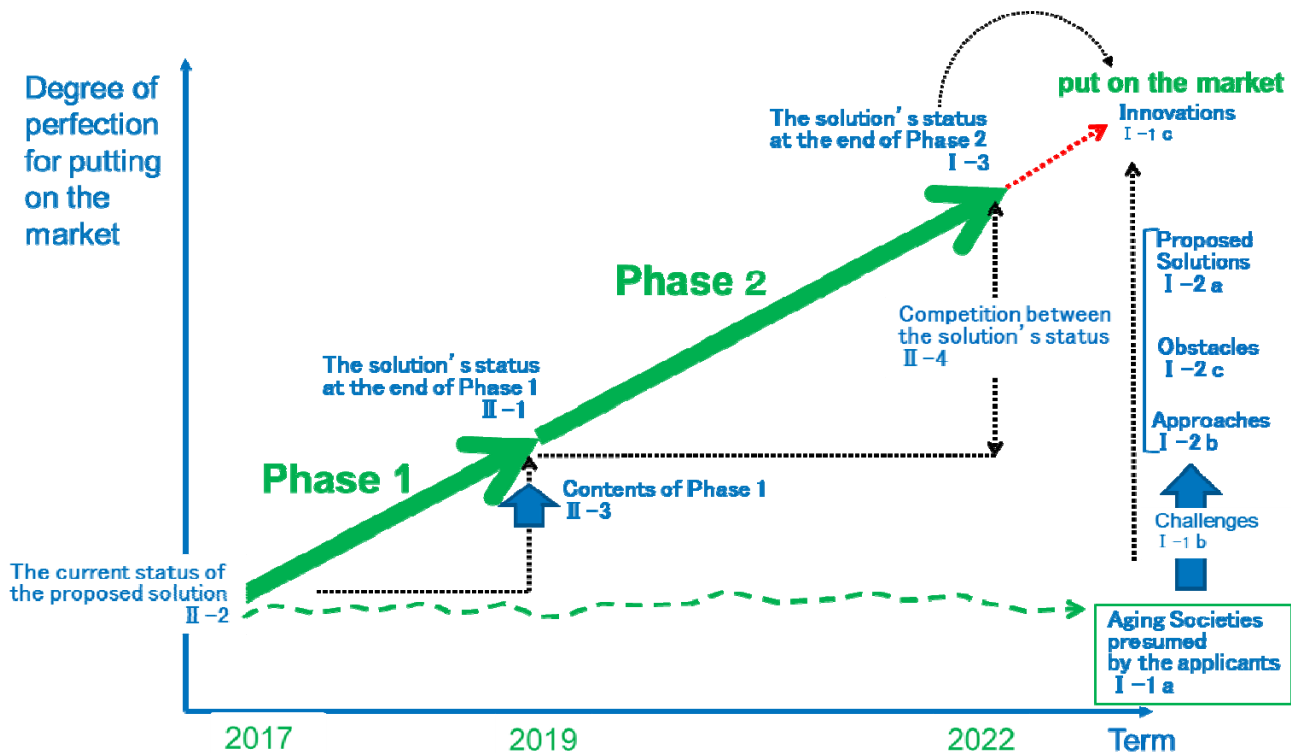 Degree of
perfection
for putting
on the
market
put on the market
Innovations
Ⅰ-1 c
The solution's status
at the end of Phase 2
Ⅰ-3
Phase 2
Proposed
Solutions
Ⅰ-2 a
Competition between
the solution's status
Ⅱ-4
Obstacles
Ⅰ-2 c
The solution's status
at the end of Phase 1
Ⅱ-1
Approaches
Ⅰ-2 b
Phase 1
Contents of Phase 1
Ⅱ-3
Challenges
Ⅰ-1 b
The current status of
the proposed solution
Ⅱ-2
Aging Societies
presumed
by the applicants
Ⅰ-1 a
2017
2019
2022
Term